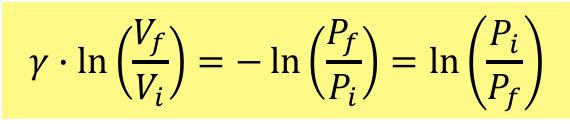 γ · ln (V_f / V_i) = − ln (P_f / P_i) = ln (P_i / P_f)